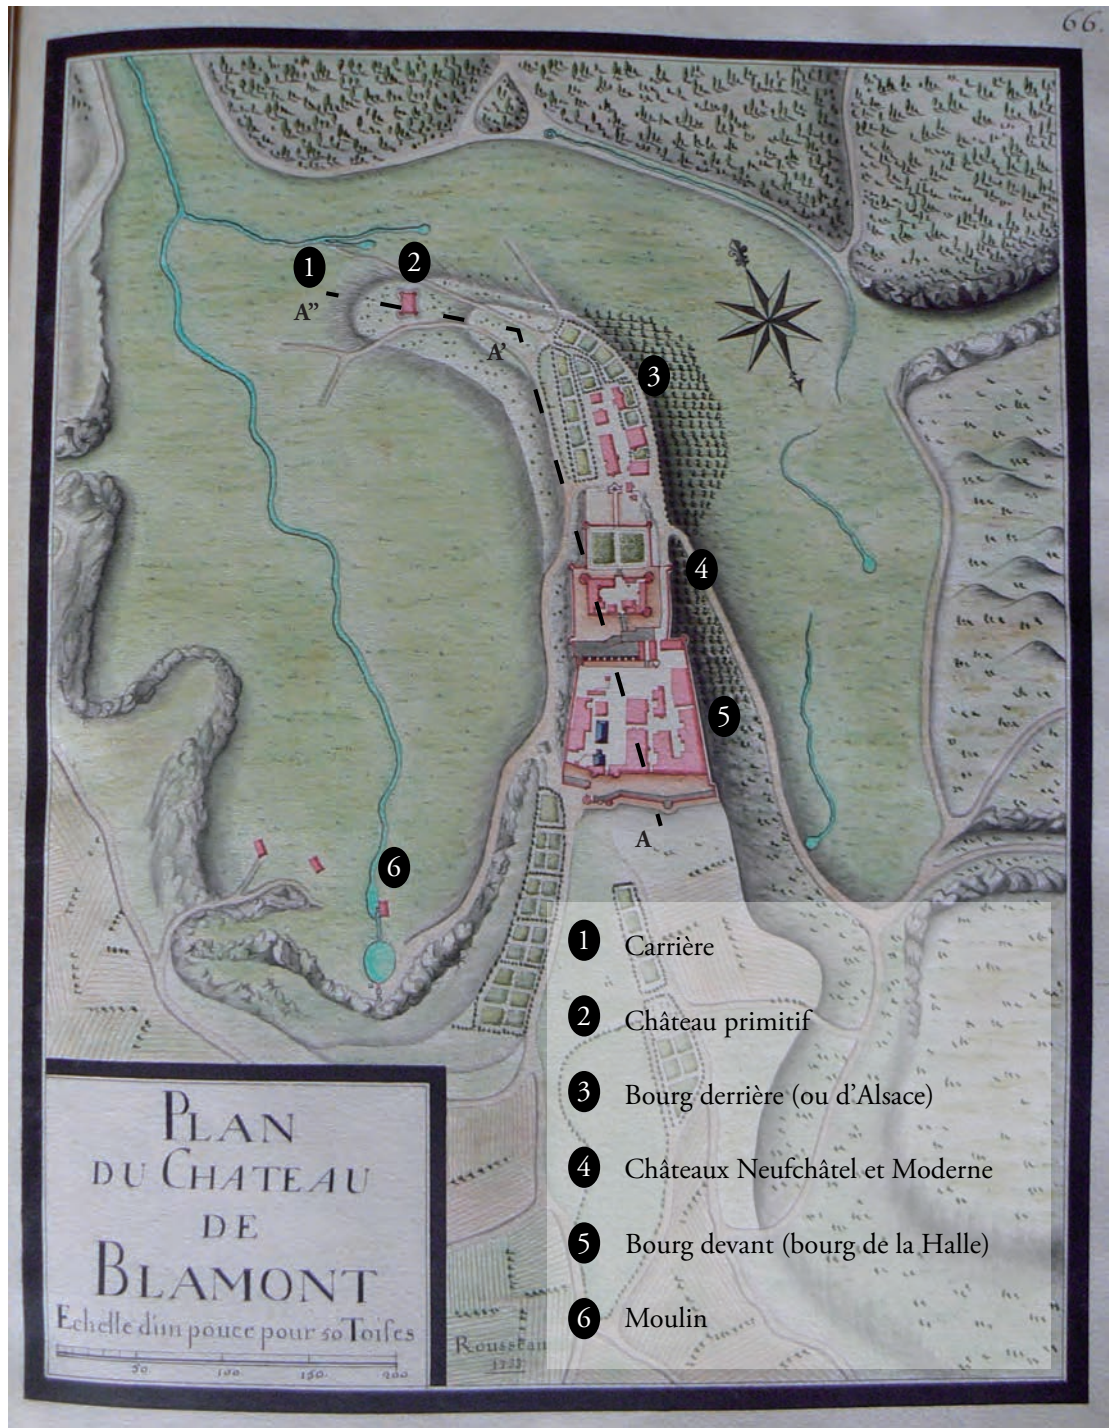 66.
1
2
A”
A’
3
4
5
A
6
1 Carrière
2 Château primitif
3 Bourg derrière (ou d’Alsace)
4 Châteaux Neufchâtel et Moderne
5 Bourg devant (bourg de la Halle)
6 Moulin
PLAN
DU CHATEAU
DE
BLAMONT
Echelle d'un pouce pour 50 Toises
50 100 150 200
Rousseau